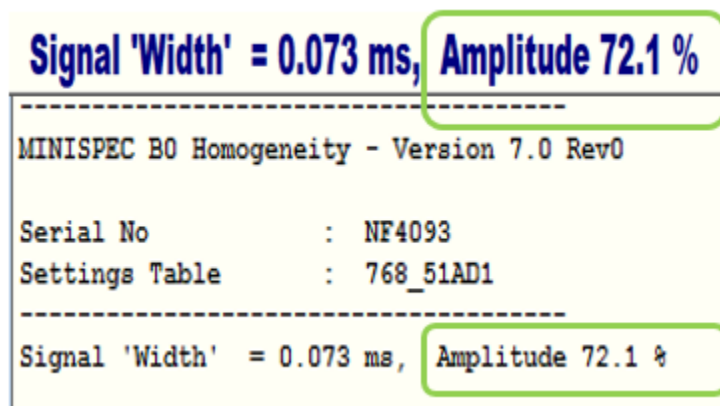 Signal 'Width' = 0.073 ms, Amplitude 72.1 %
---------------------------------------
MINISPEC B0 Homogeneity - Version 7.0 Rev0
Serial No : NF4093
Settings Table : 768_51AD1
---------------------------------------
Signal 'Width' = 0.073 ms, Amplitude 72.1 %